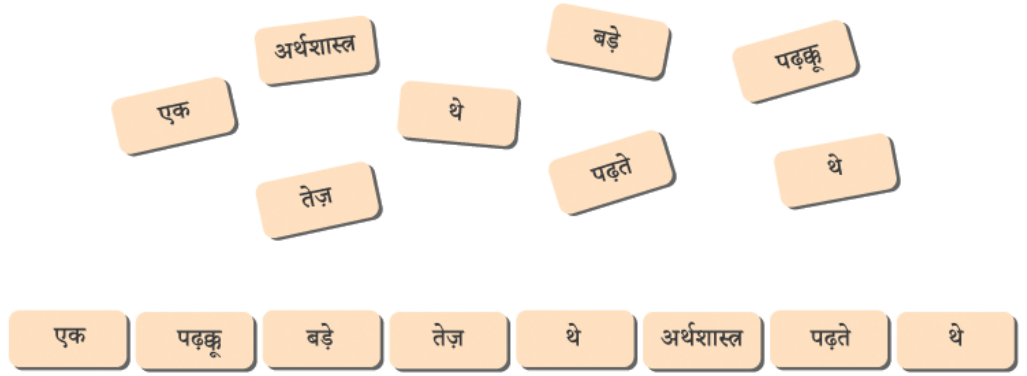 अर्थशास्त्र बड़े पढ़क्कू
एक थे
तेज़ पढ़ते थे
एक पढ़क्कू बड़े तेज़ थे अर्थशास्त्र पढ़ते थे